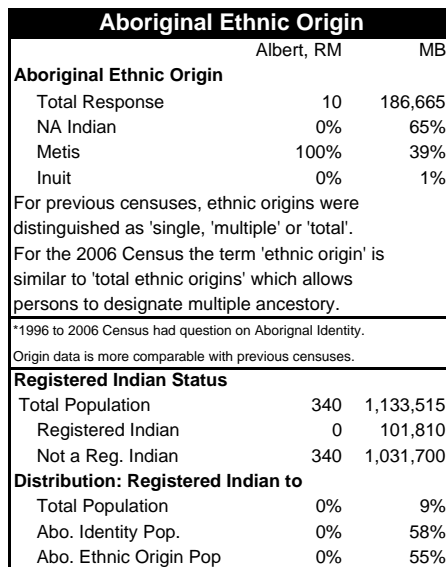 Aboriginal Ethnic Origin
Albert, RM MB
Aboriginal Ethnic Origin
Total Response 10 186,665
NA Indian 0% 65%
Metis 100% 39%
Inuit 0% 1%
For previous censuses, ethnic origins were
distinguished as 'single, 'multiple' or 'total'.
For the 2006 Census the term 'ethnic origin' is
similar to 'total ethnic origins' which allows
persons to designate multiple ancestory.
*1996 to 2006 Census had question on Aborignal Identity.
Origin data is more comparable with previous censuses.
Registered Indian Status
Total Population 340 1,133,515
Registered Indian 0 101,810
Not a Reg. Indian 340 1,031,700
Distribution: Registered Indian to
Total Population 0% 9%
Abo. Identity Pop. 0% 58%
Abo. Ethnic Origin Pop 0% 55%